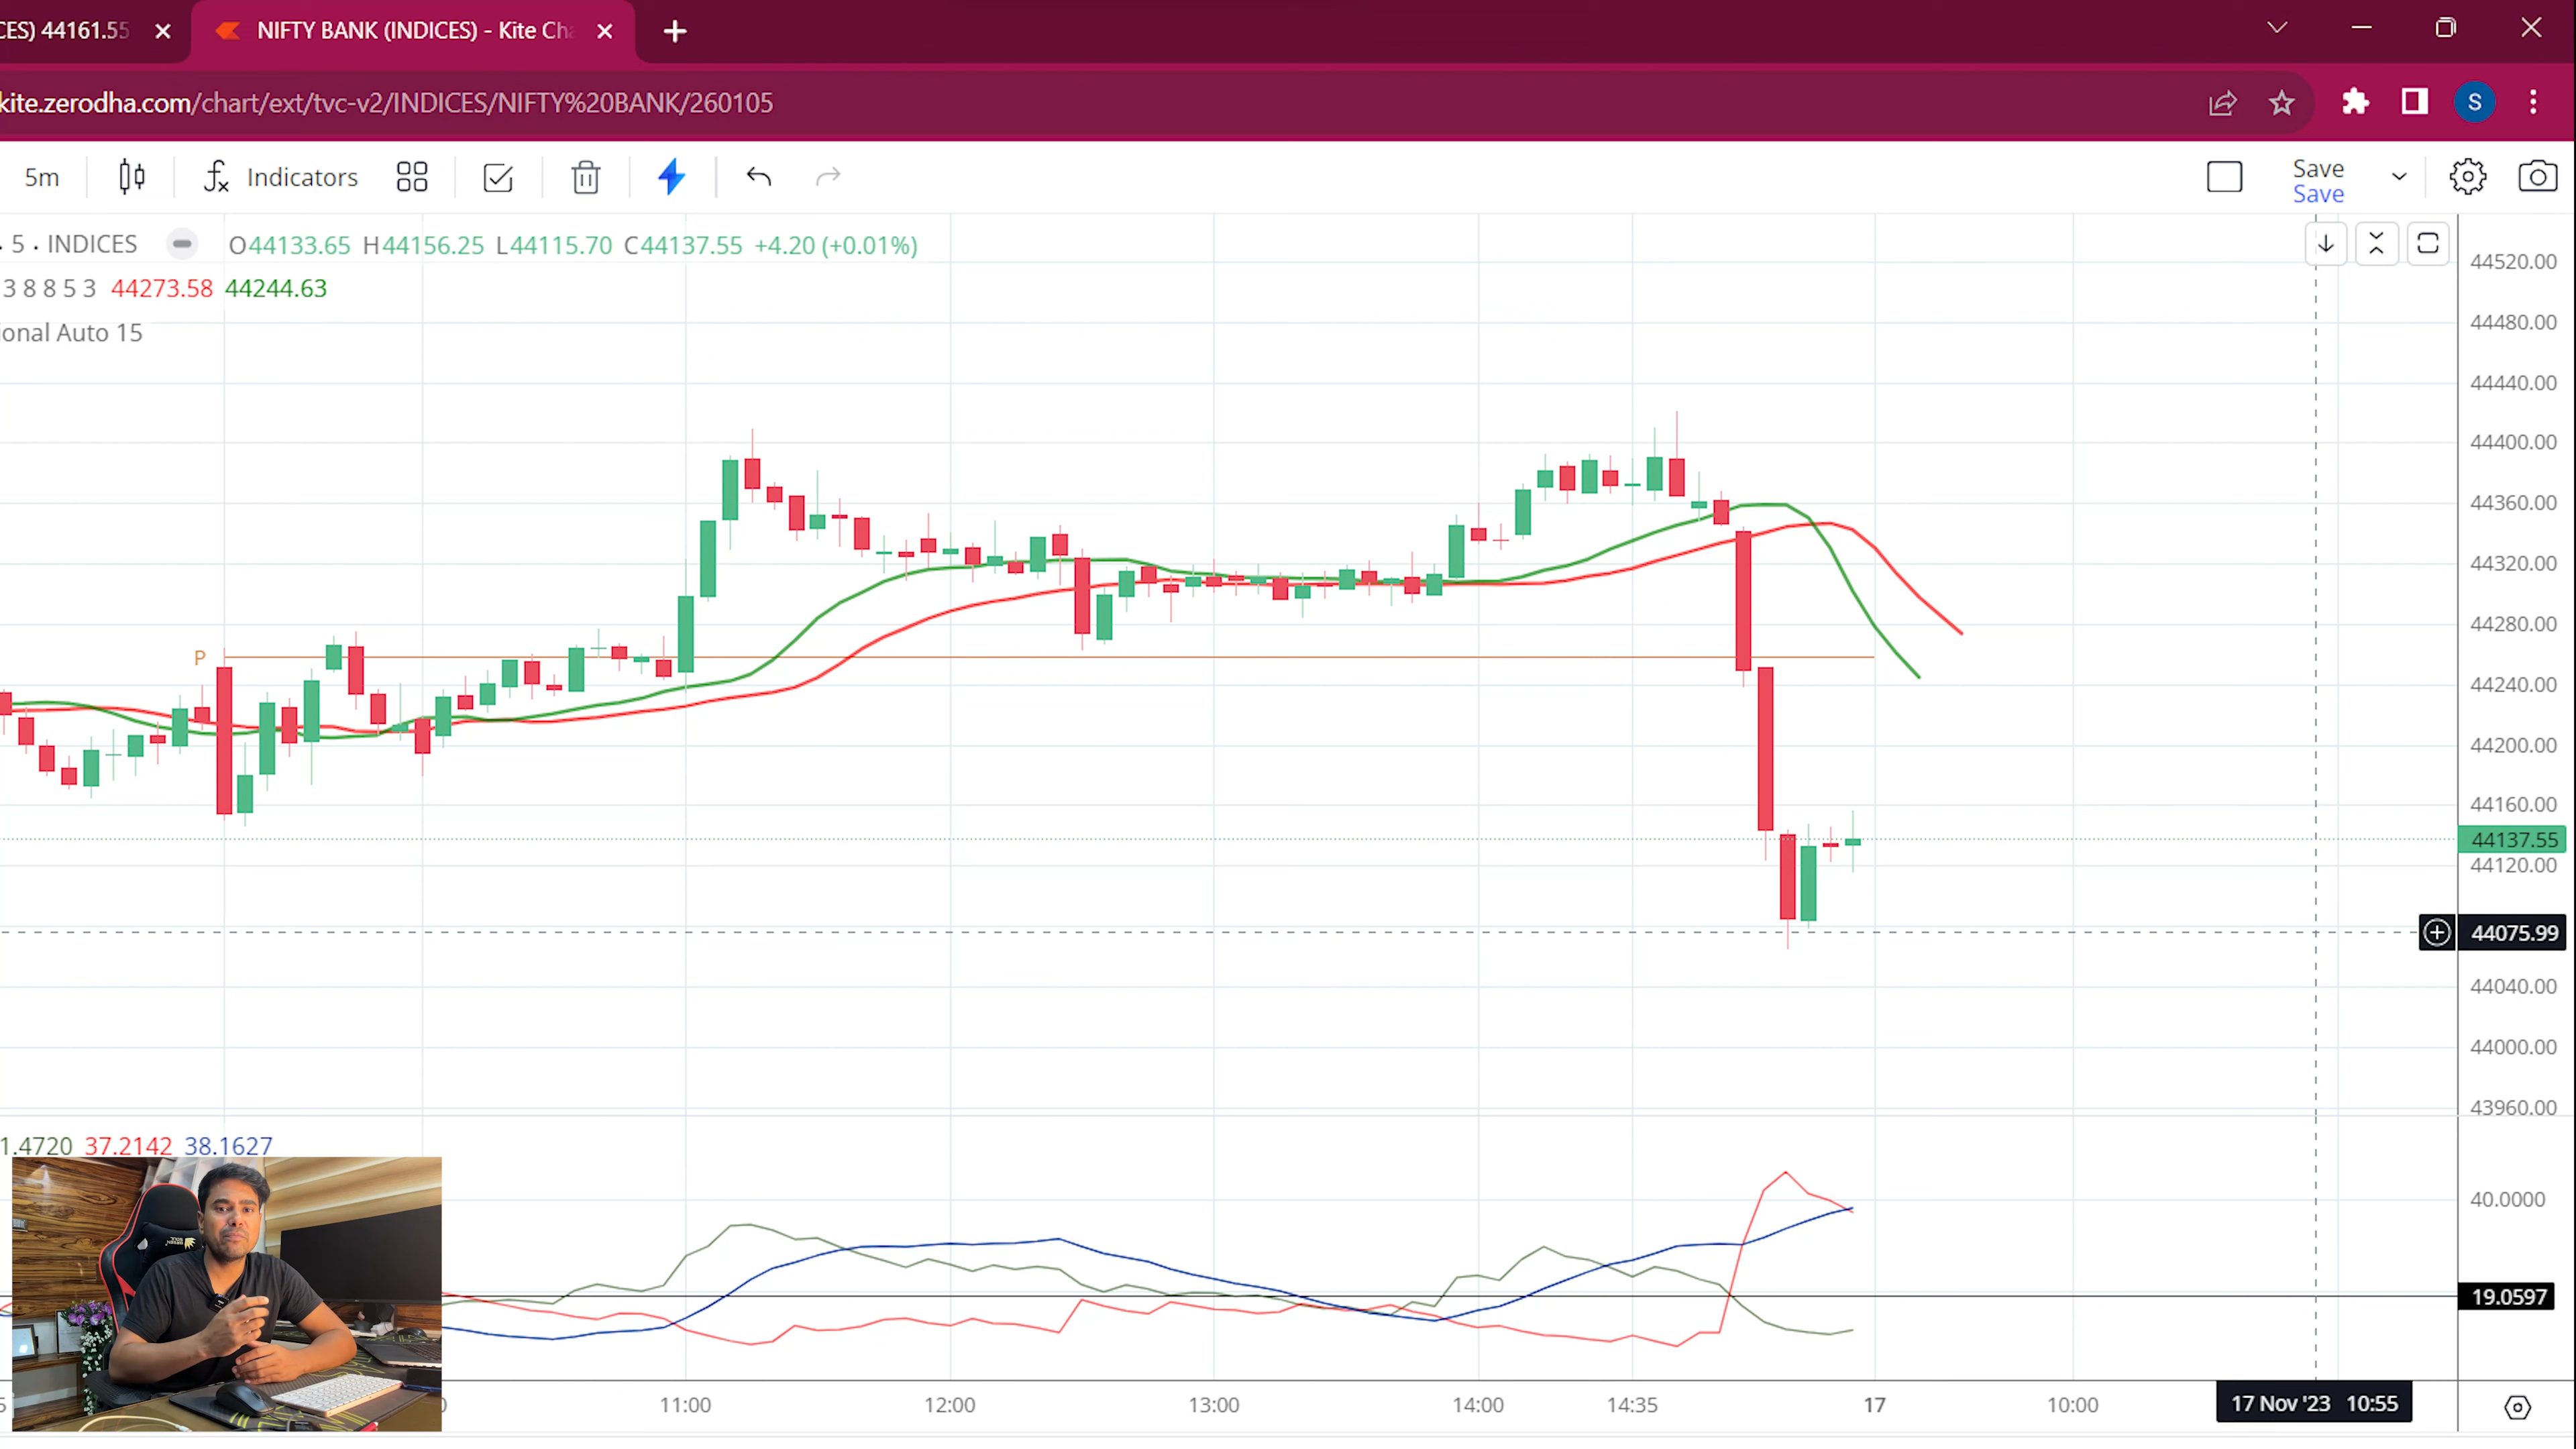 CES) 44161.55
NIFTY BANK (INDICES) - Kite Cha
kite.zerodha.com/chart/ext/tvc-v2/INDICES/NIFTY%20BANK/260105
S
5m
Indicators
Save
Save
· 5 · INDICES O44133.65 H44156.25 L44115.70 C44137.55 +4.20 (+0.01%)
3 8 8 5 3 44273.58 44244.63
ional Auto 15
44520.00
44480.00
44440.00
44400.00
44360.00
44320.00
44280.00
P
44240.00
44200.00
44160.00
44137.55
44120.00
44075.99
44040.00
44000.00
43960.00
1.4720 37.2142 38.1627
40.0000
19.0597
11:00 12:00 13:00 14:00 14:35 17 10:00 17 Nov '23 10:55